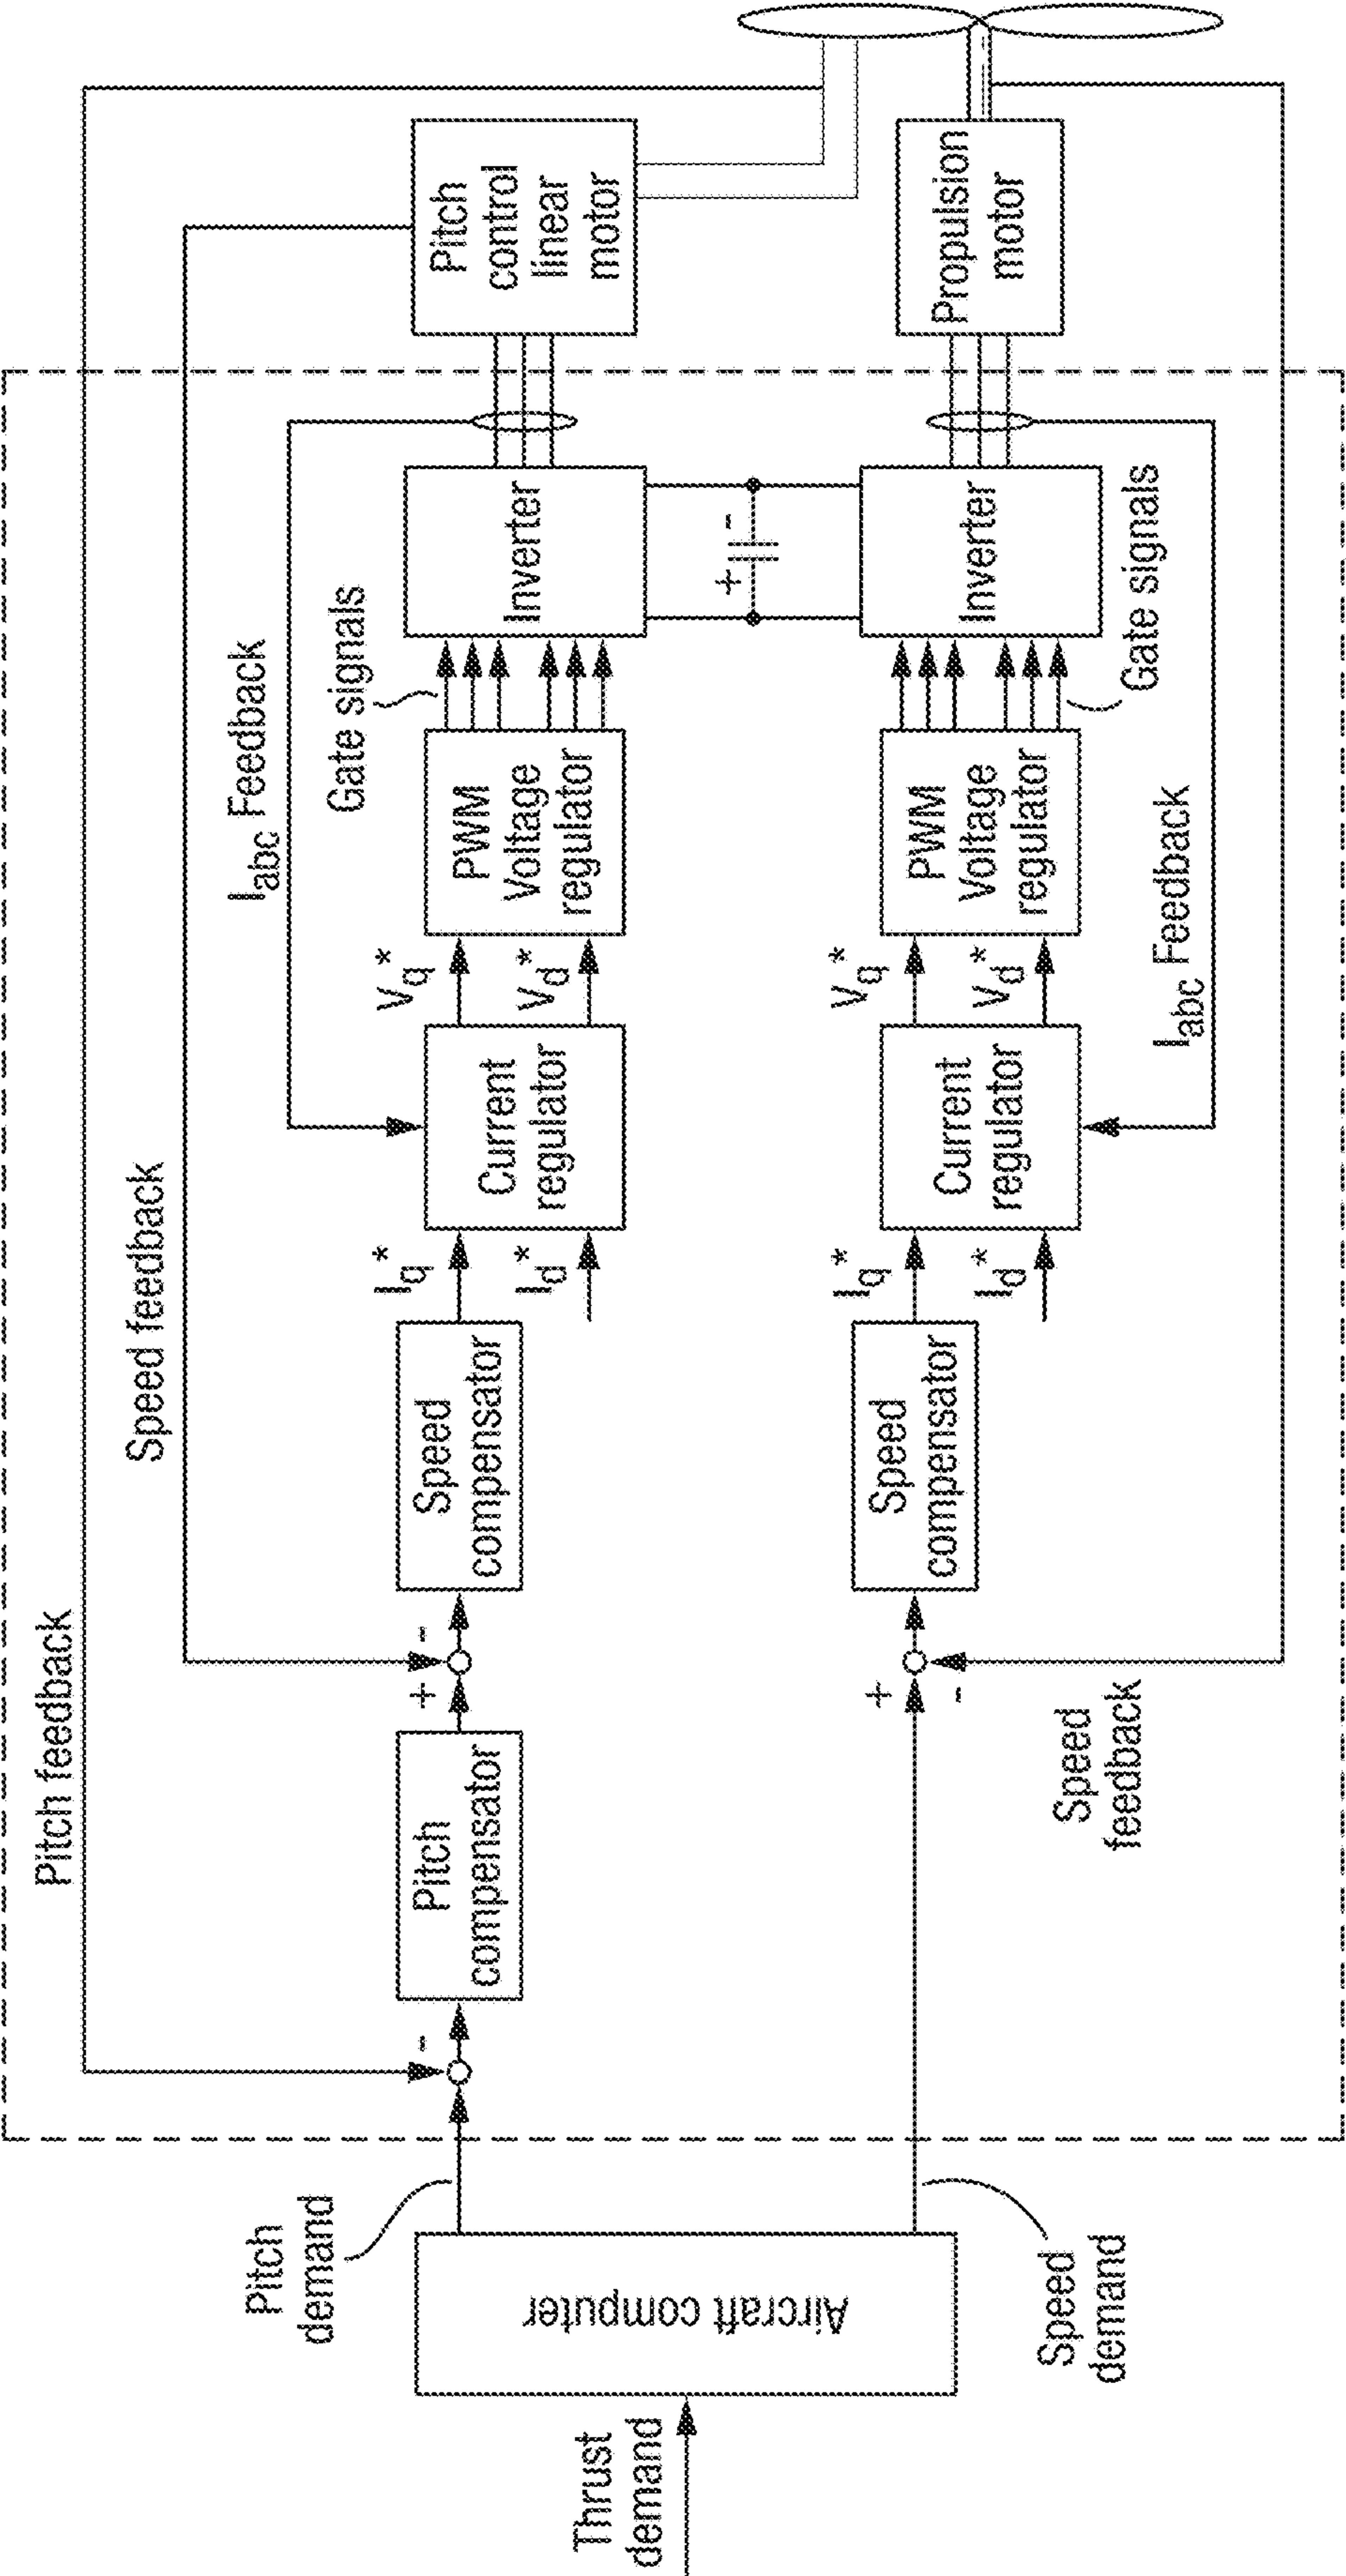 Thrust
demand
Aircraft computer
Pitch
demand
Speed
demand
Pitch feedback
-
Pitch
compensator
Speed feedback
+
-
Speed
compensator
Iq*
Id*
Current
regulator
Iabc Feedback
Vq*
Vd*
PWM
Voltage
regulator
Gate signals
Inverter
Pitch
control
linear
motor
+ -
Speed
feedback
+
-
Speed
compensator
Iq*
Id*
Current
regulator
Iabc Feedback
Vq*
Vd*
PWM
Voltage
regulator
Gate signals
Inverter
Propulsion
motor